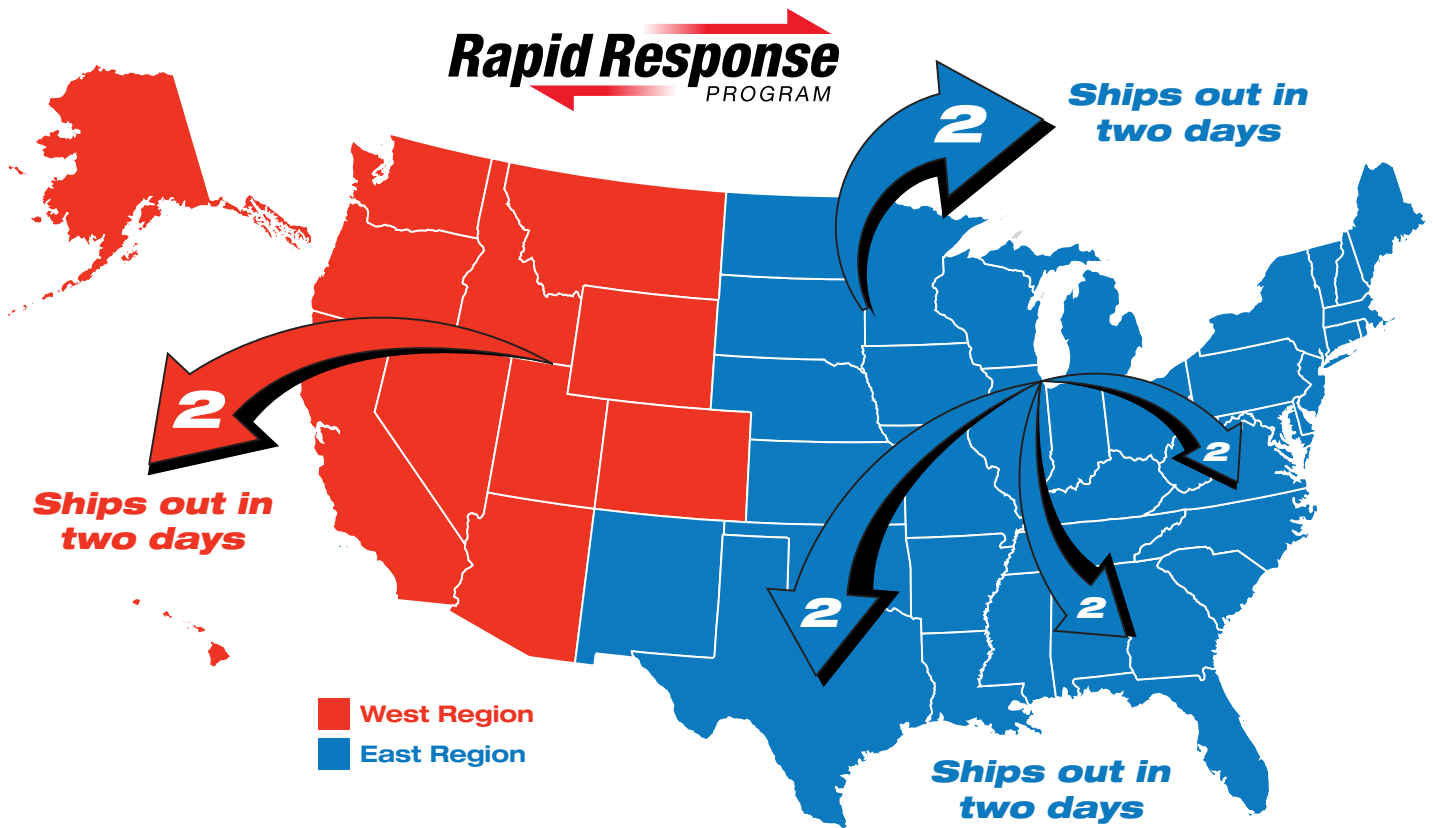 Rapid Response
PROGRAM
2
Ships out in
two days
2
Ships out in
two days
2
2
2
West Region
East Region
Ships out in
two days